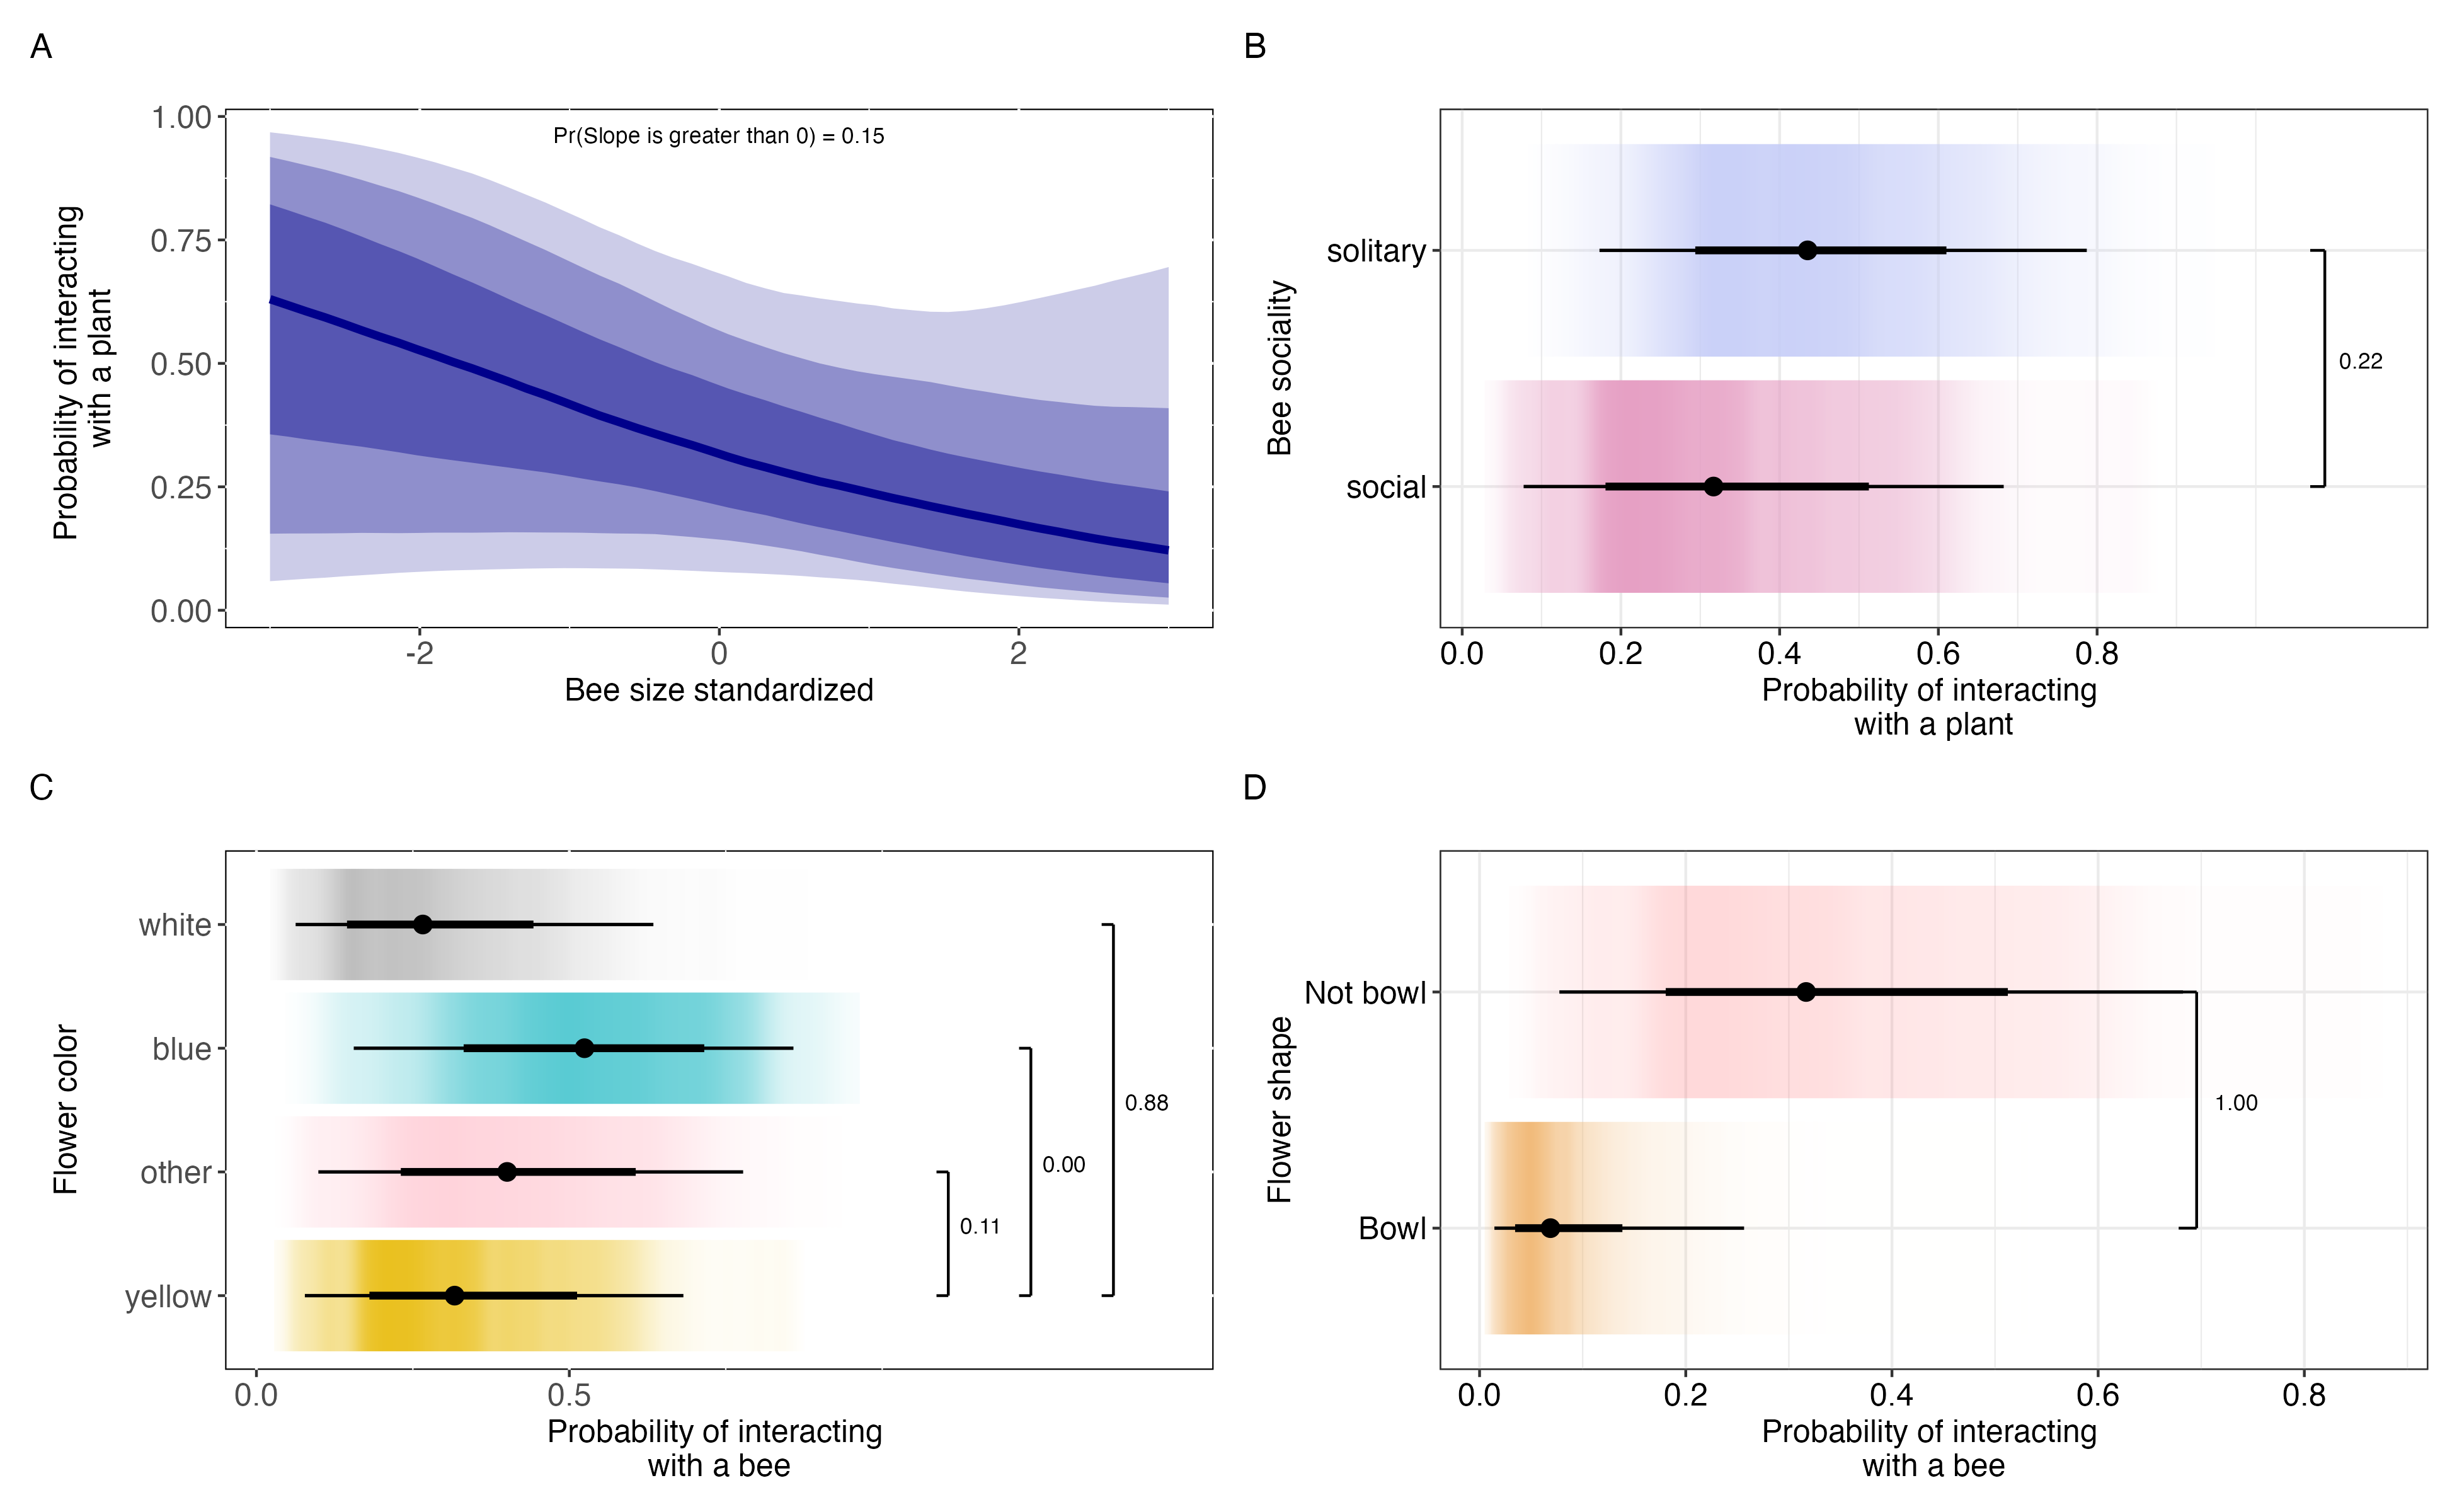 A
Pr(Slope is greater than 0) = 0.15
1.00
0.75
0.50
0.25
0.00
Probability of interacting
with a plant
-2 0 2
Bee size standardized
B
Bee sociality
solitary
social
0.22
0.0 0.2 0.4 0.6 0.8
Probability of interacting
with a plant
C
Flower color
white
blue
other
yellow
0.88
0.00
0.11
0.0 0.5
Probability of interacting
with a bee
D
Flower shape
Not bowl
Bowl
1.00
0.0 0.2 0.4 0.6 0.8
Probability of interacting
with a bee